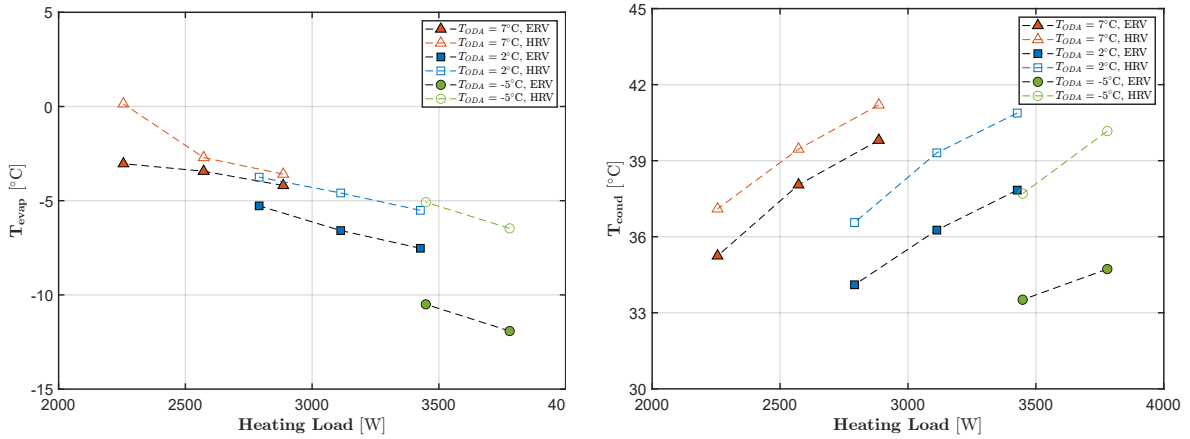 5
0
-5
-10
-15
2000
2500
3000
3500
40
T_evap [°C]
Heating Load [W]
T_ODA = 7°C, ERV
T_ODA = 7°C, HRV
T_ODA = 2°C, ERV
T_ODA = 2°C, HRV
T_ODA = -5°C, ERV
T_ODA = -5°C, HRV
45
42
39
36
33
30
2000
2500
3000
3500
4000
T_cond [°C]
Heating Load [W]
T_ODA = 7°C, ERV
T_ODA = 7°C, HRV
T_ODA = 2°C, ERV
T_ODA = 2°C, HRV
T_ODA = -5°C, ERV
T_ODA = -5°C, HRV